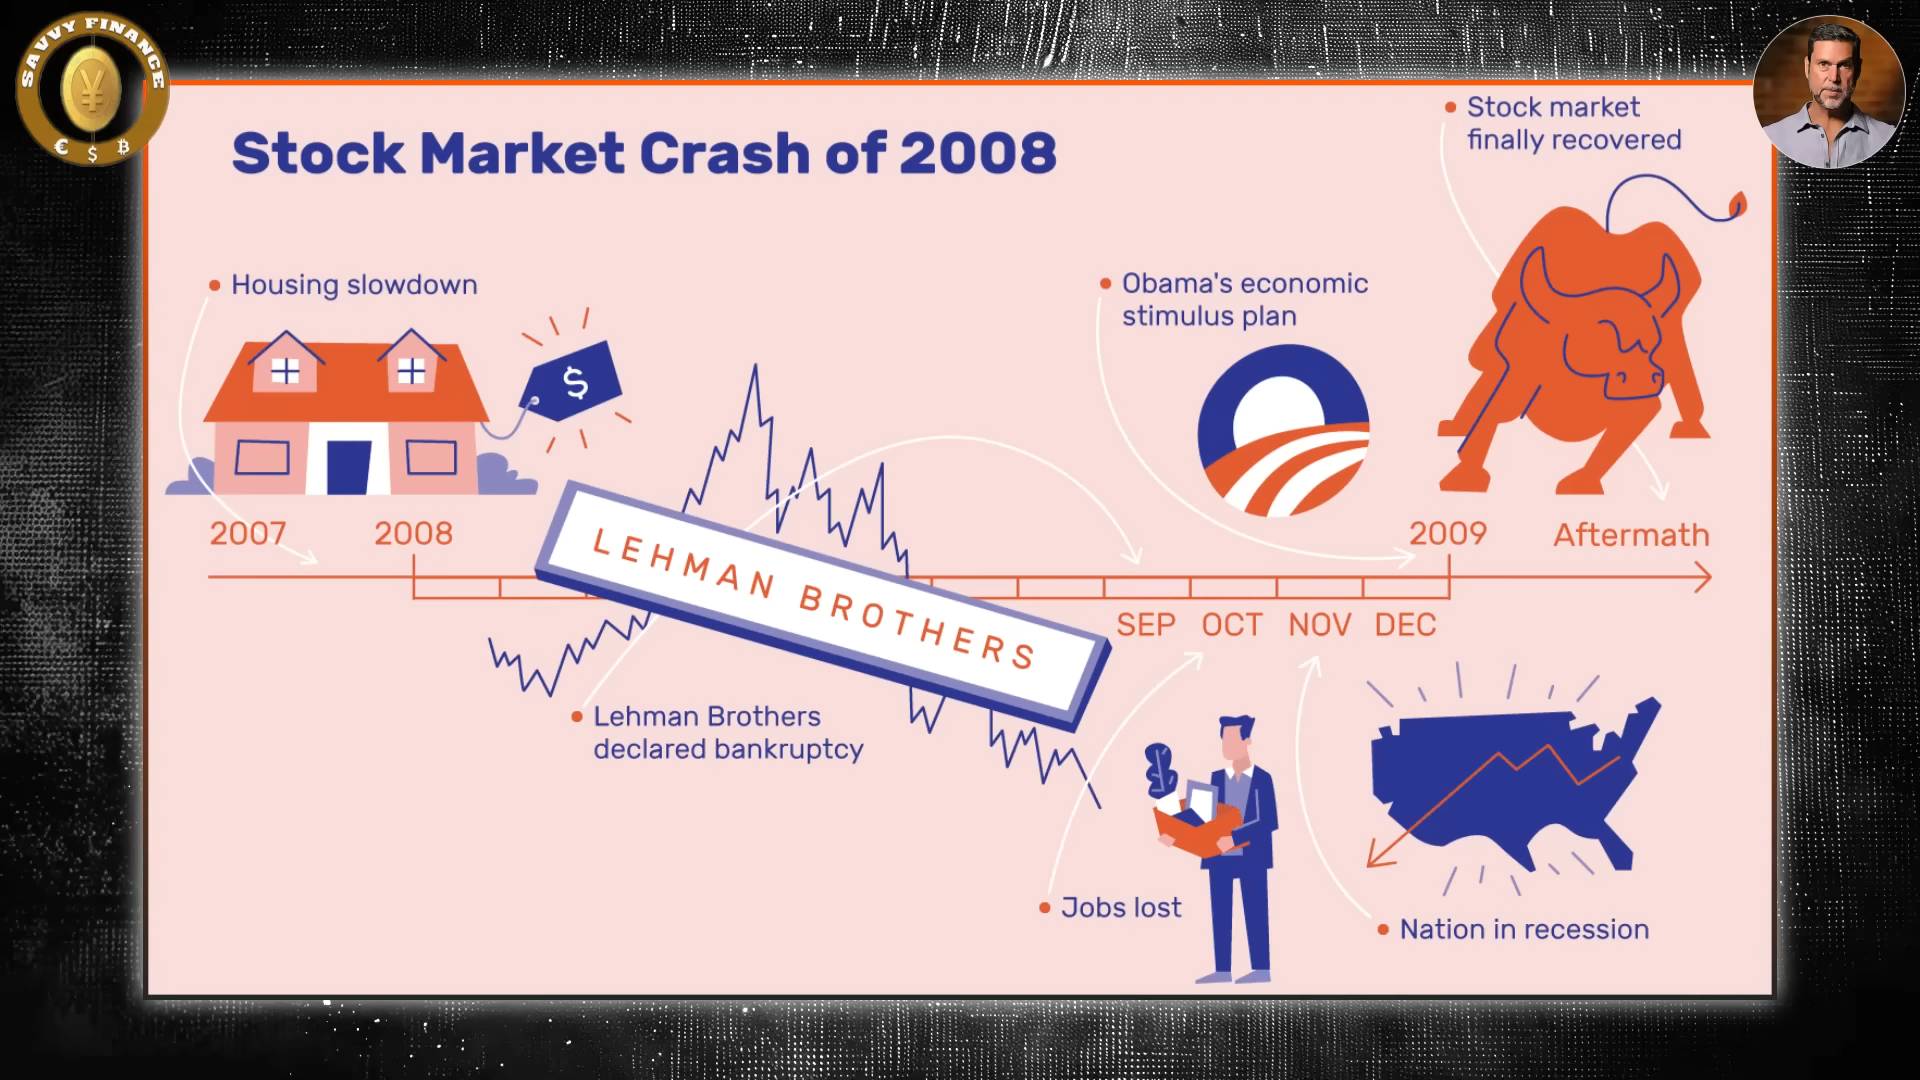 SAVVY FINANCE
¥
€ $ ₿
Stock Market Crash of 2008
Stock market
finally recovered
Housing slowdown
$
Obama's economic
stimulus plan
2007
2008
2009
Aftermath
LEHMAN BROTHERS
SEP
OCT
NOV
DEC
Lehman Brothers
declared bankruptcy
Jobs lost
Nation in recession